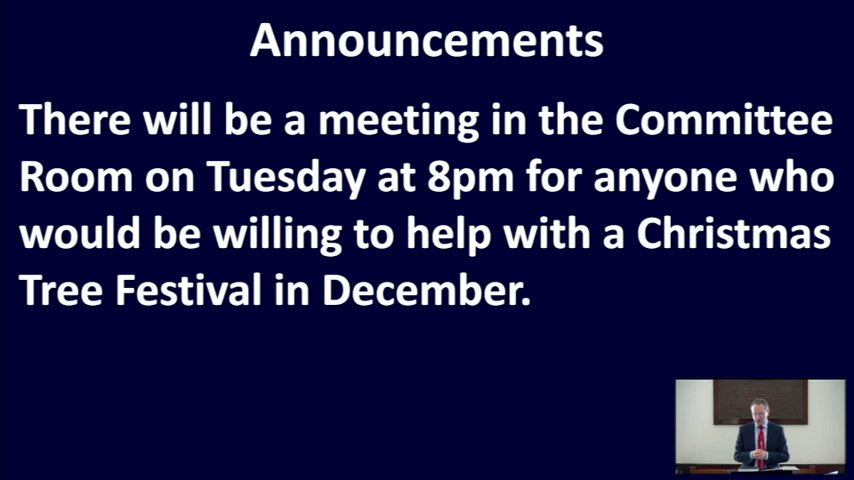 Announcements
There will be a meeting in the Committee
Room on Tuesday at 8pm for anyone who
would be willing to help with a Christmas
Tree Festival in December.